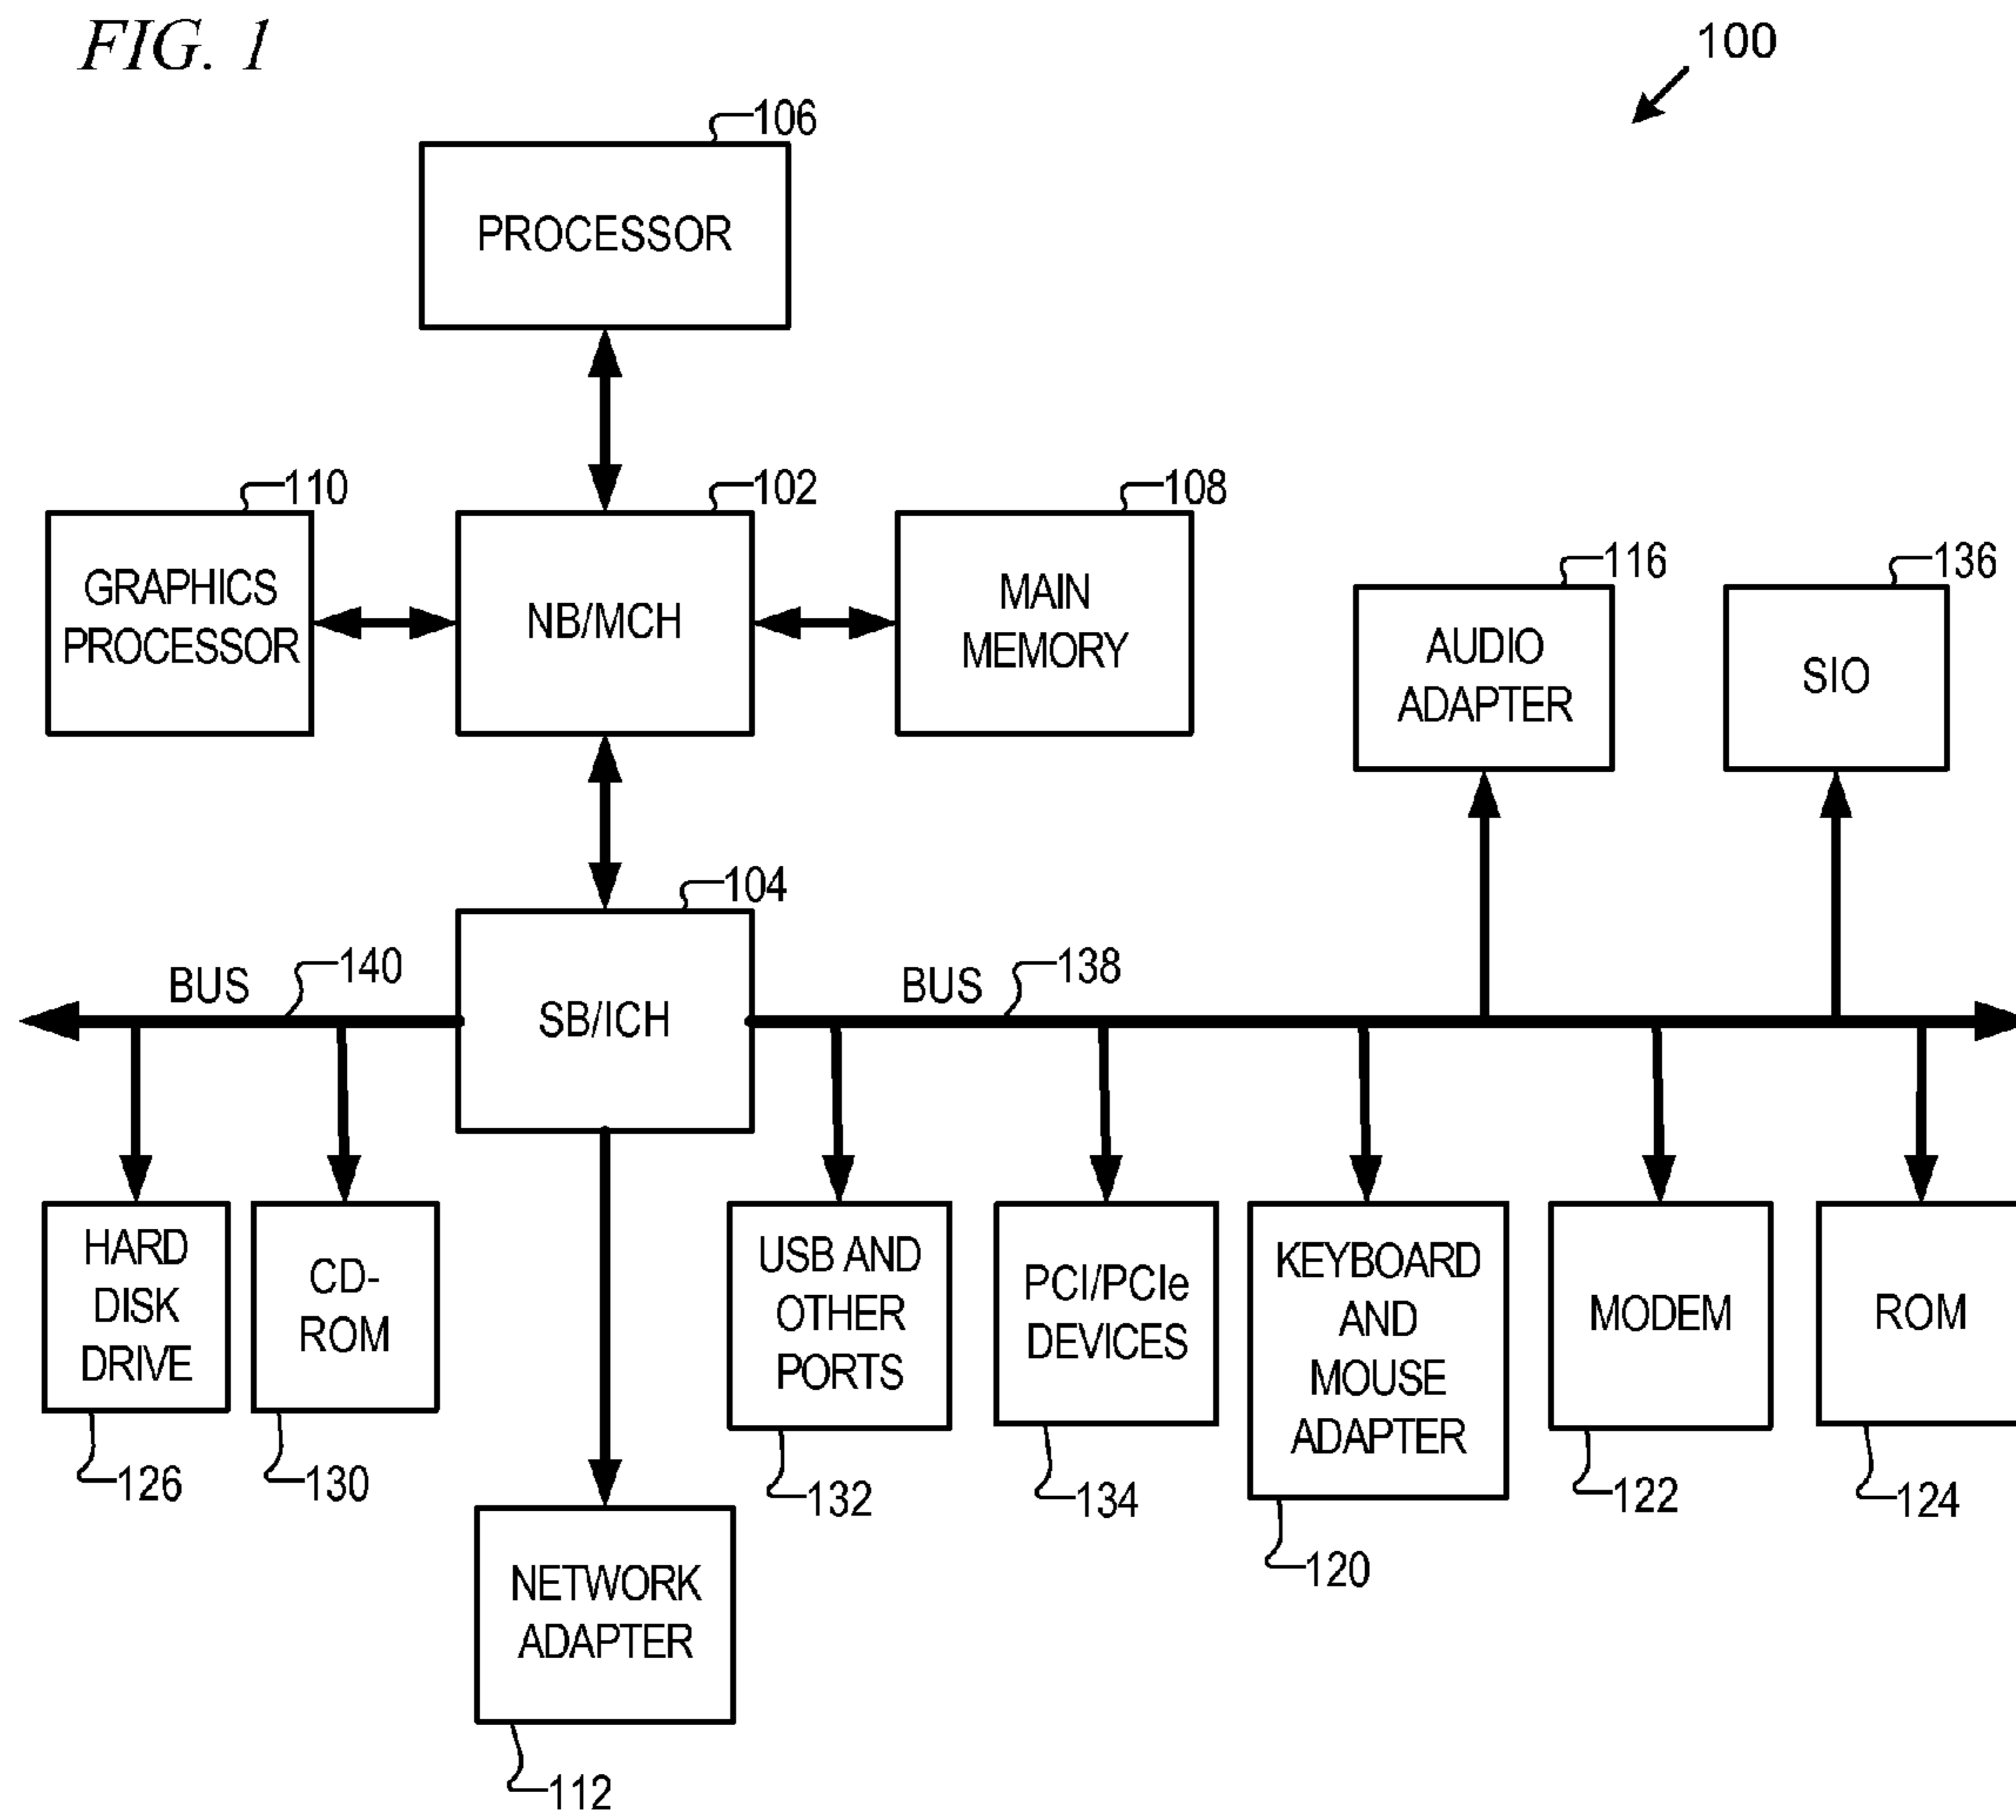 FIG. 1
100
106
PROCESSOR
110
102
108
GRAPHICS
PROCESSOR
NB/MCH
MAIN
MEMORY
116
136
AUDIO
ADAPTER
SIO
104
BUS
140
SB/ICH
BUS
138
HARD
DISK
DRIVE
CD-
ROM
USB AND
OTHER
PORTS
PCI/PCIe
DEVICES
KEYBOARD
AND
MOUSE
ADAPTER
MODEM
ROM
126
130
132
134
120
122
124
NETWORK
ADAPTER
112